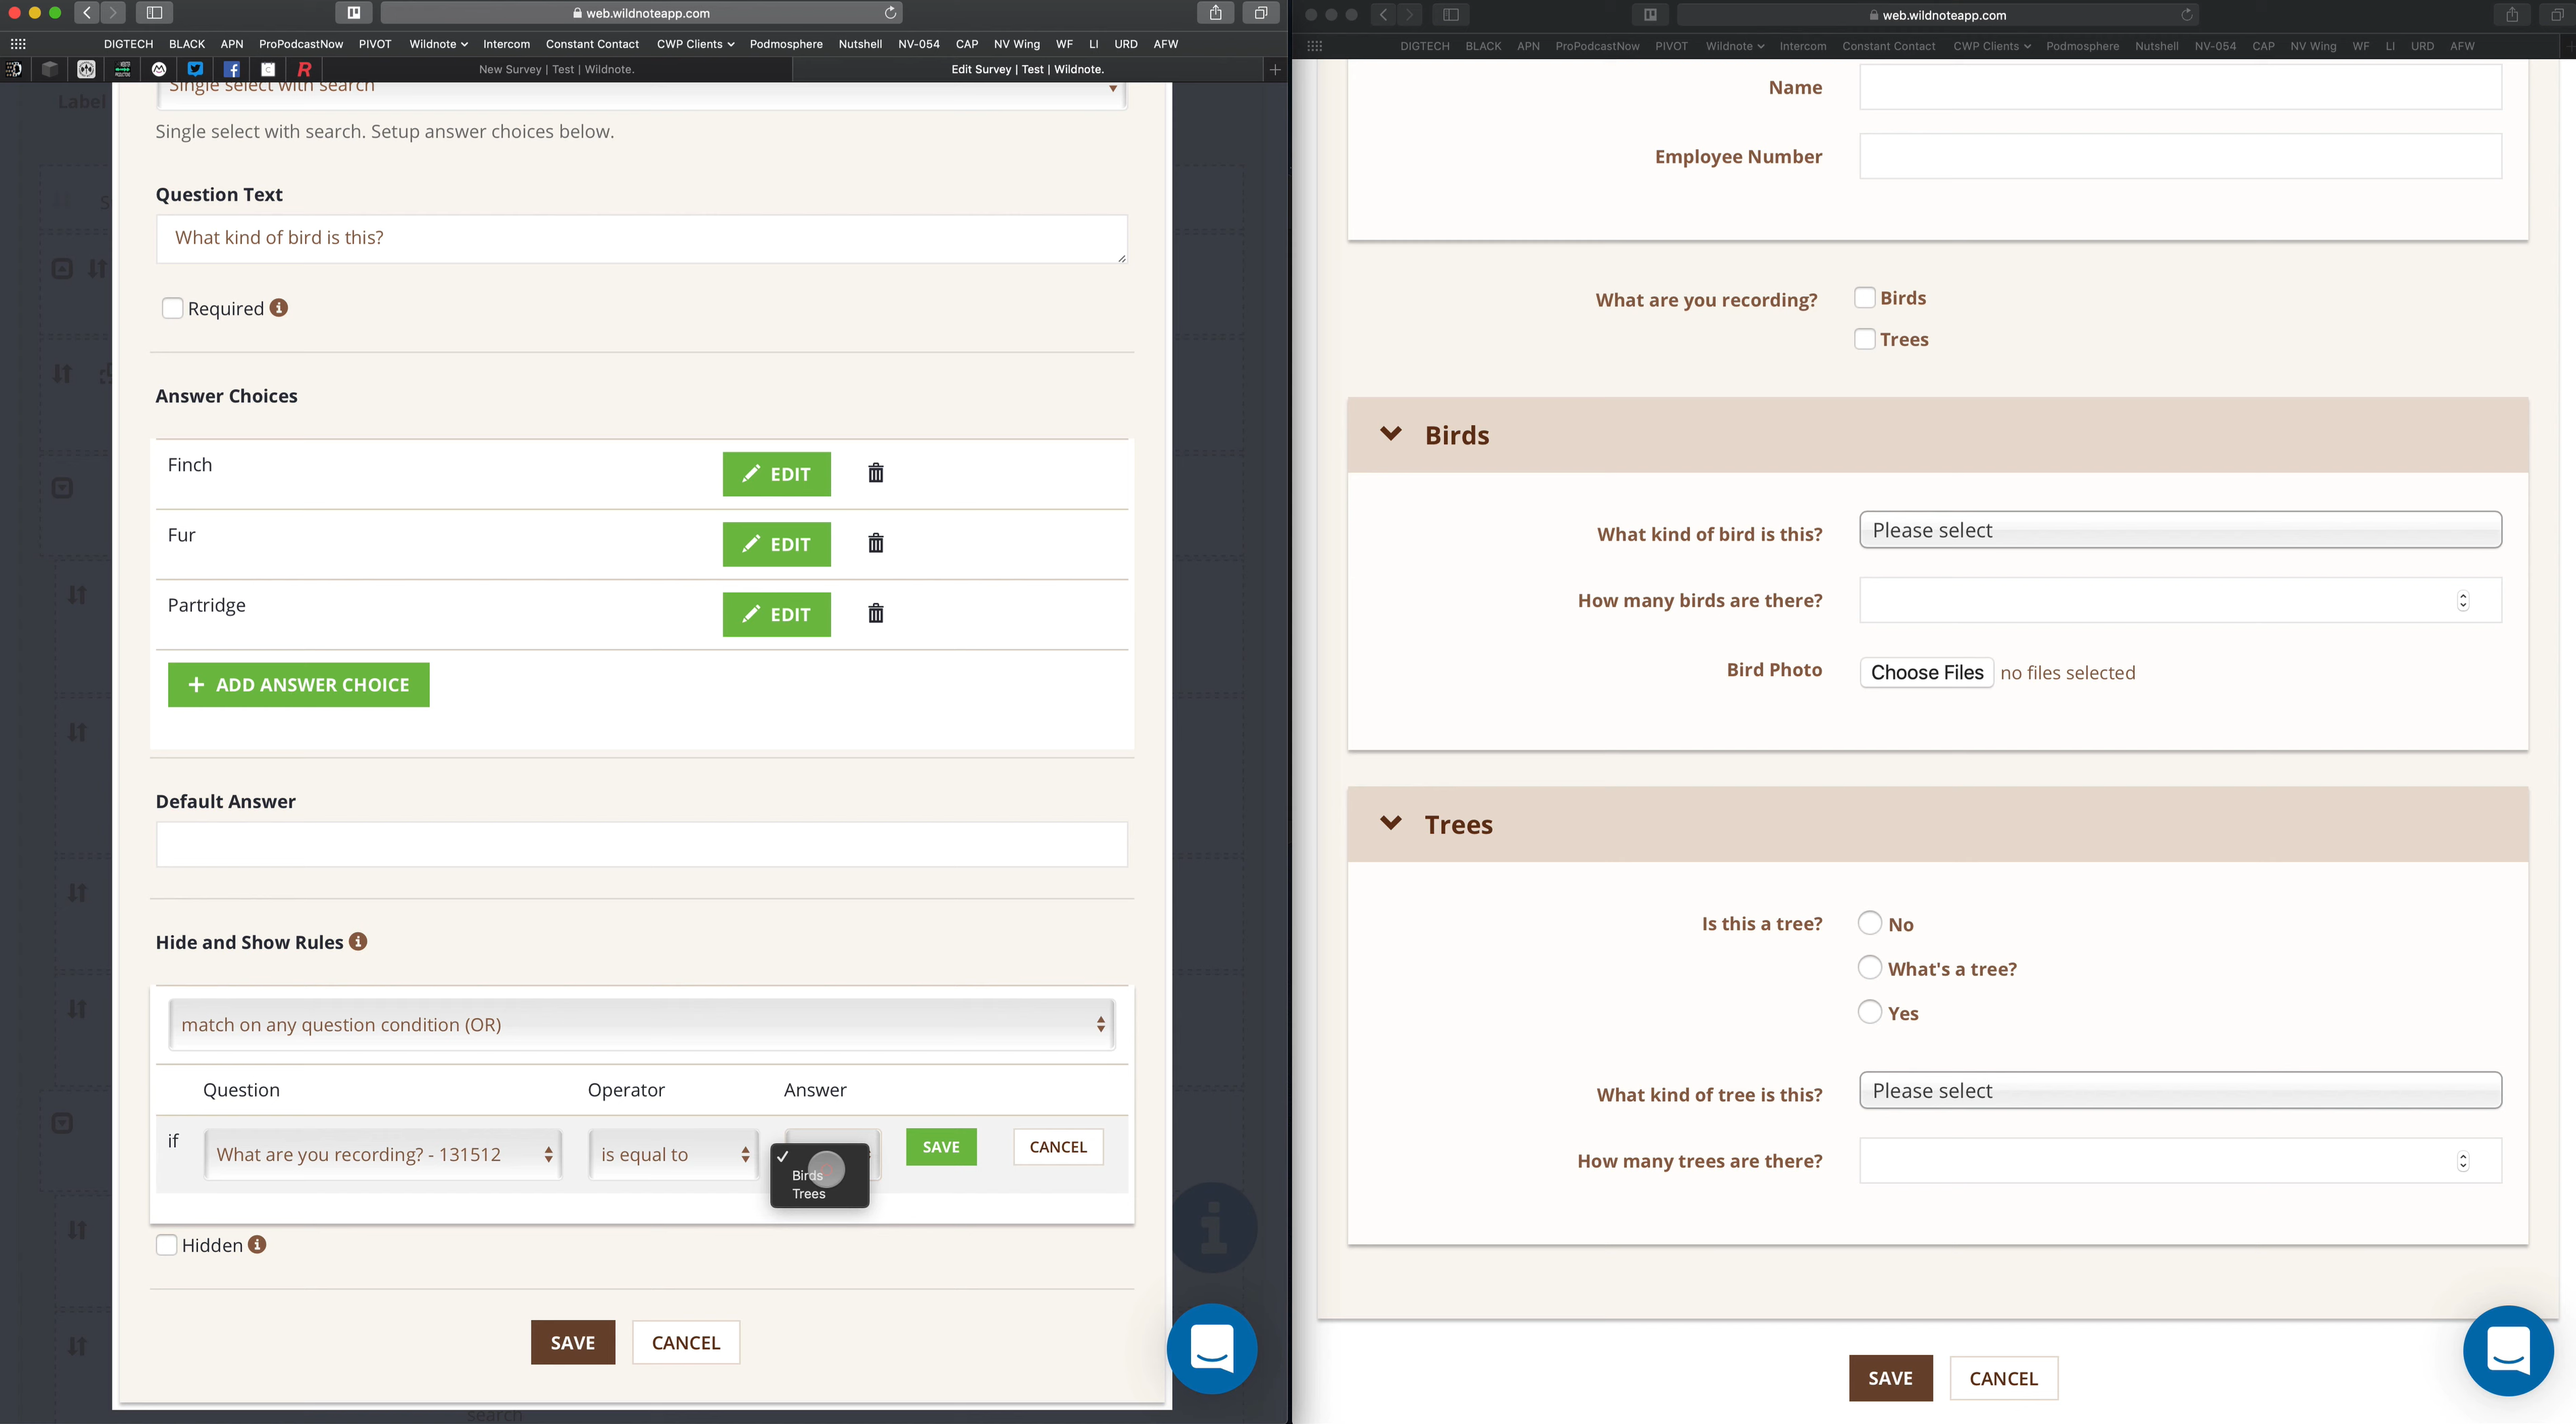 web.wildnoteapp.com
DIGTECH BLACK APN ProPodcastNow PIVOT Wildnote Intercom Constant Contact CWP Clients Podmosphere Nutshell NV-054 CAP NV Wing WF LI URD AFW
New Survey | Test | Wildnote.
Edit Survey | Test | Wildnote.
Label
Single select with search
Single select with search. Setup answer choices below.
Question Text
What kind of bird is this?
Required
Answer Choices
Finch
EDIT
Fur
EDIT
Partridge
EDIT
+ ADD ANSWER CHOICE
Default Answer
Hide and Show Rules
match on any question condition (OR)
Question Operator Answer
if What are you recording? - 131512 is equal to SAVE CANCEL
Birds
Trees
Hidden
SAVE CANCEL
search
web.wildnoteapp.com
DIGTECH BLACK APN ProPodcastNow PIVOT Wildnote Intercom Constant Contact CWP Clients Podmosphere Nutshell NV-054 CAP NV Wing WF LI URD AFW
Name
Employee Number
What are you recording? Birds
Trees
Birds
What kind of bird is this? Please select
How many birds are there?
Bird Photo Choose Files no files selected
Trees
Is this a tree? No
What's a tree?
Yes
What kind of tree is this? Please select
How many trees are there?
SAVE CANCEL